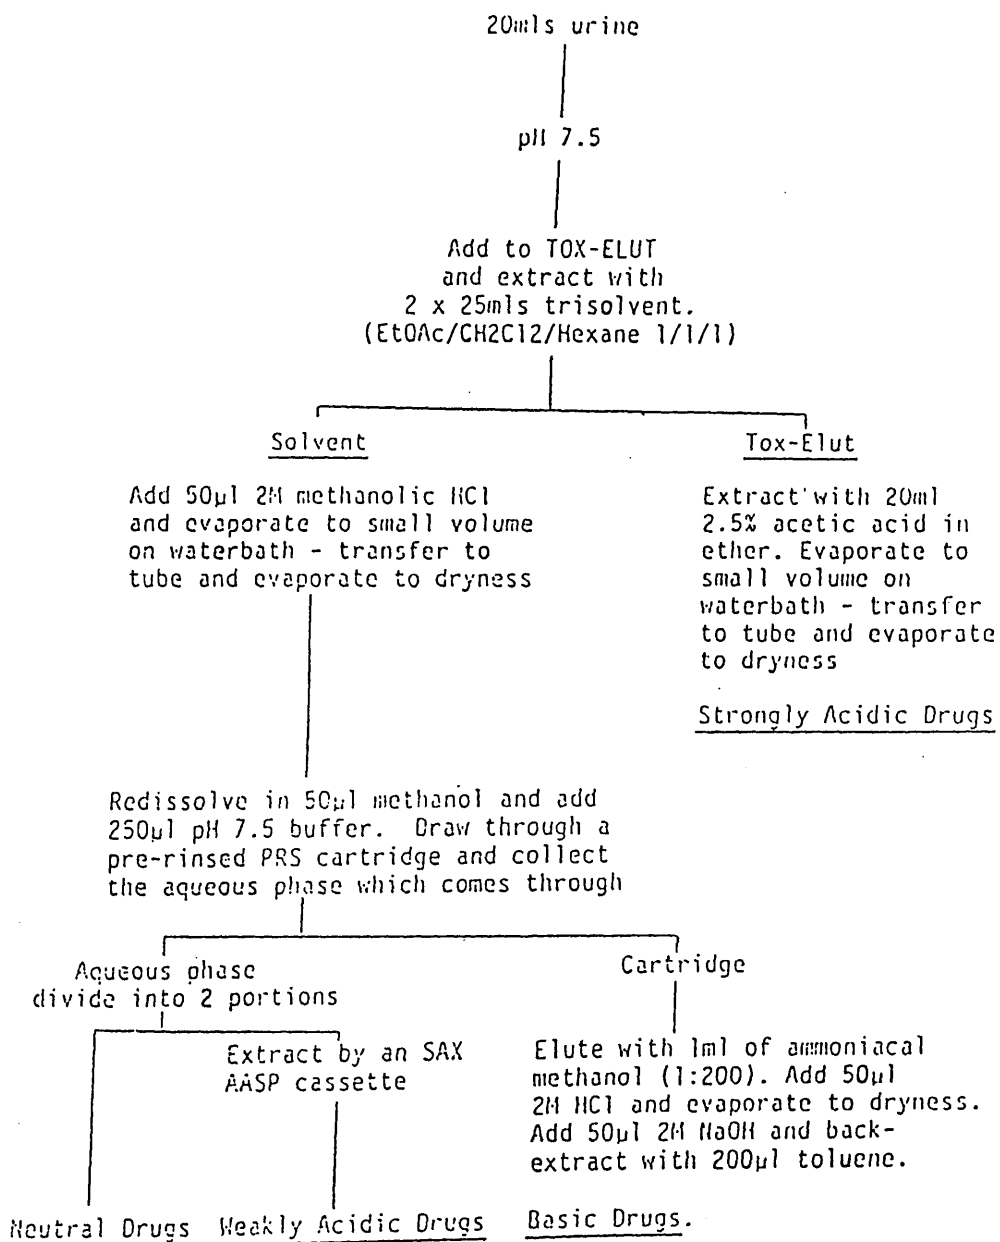 20mls urine
pH 7.5
Add to TOX-ELUT
and extract with
2 x 25mls trisolvent.
(EtOAc/CH2Cl2/Hexane 1/1/1)
Solvent
Add 50µl 2M methanolic HCl
and evaporate to small volume
on waterbath - transfer to
tube and evaporate to dryness
Tox-Elut
Extract with 20ml
2.5% acetic acid in
ether. Evaporate to
small volume on
waterbath - transfer
to tube and evaporate
to dryness
Strongly Acidic Drugs
Redissolve in 50µl methanol and add
250µl pH 7.5 buffer. Draw through a
pre-rinsed PRS cartridge and collect
the aqueous phase which comes through
Aqueous phase
divide into 2 portions
Cartridge
Extract by an SAX
AASP cassette
Elute with 1ml of ammoniacal
methanol (1:200). Add 50µl
2M HCl and evaporate to dryness.
Add 50µl 2M NaOH and back-
extract with 200µl toluene.
Neutral Drugs
Weakly Acidic Drugs
Basic Drugs.